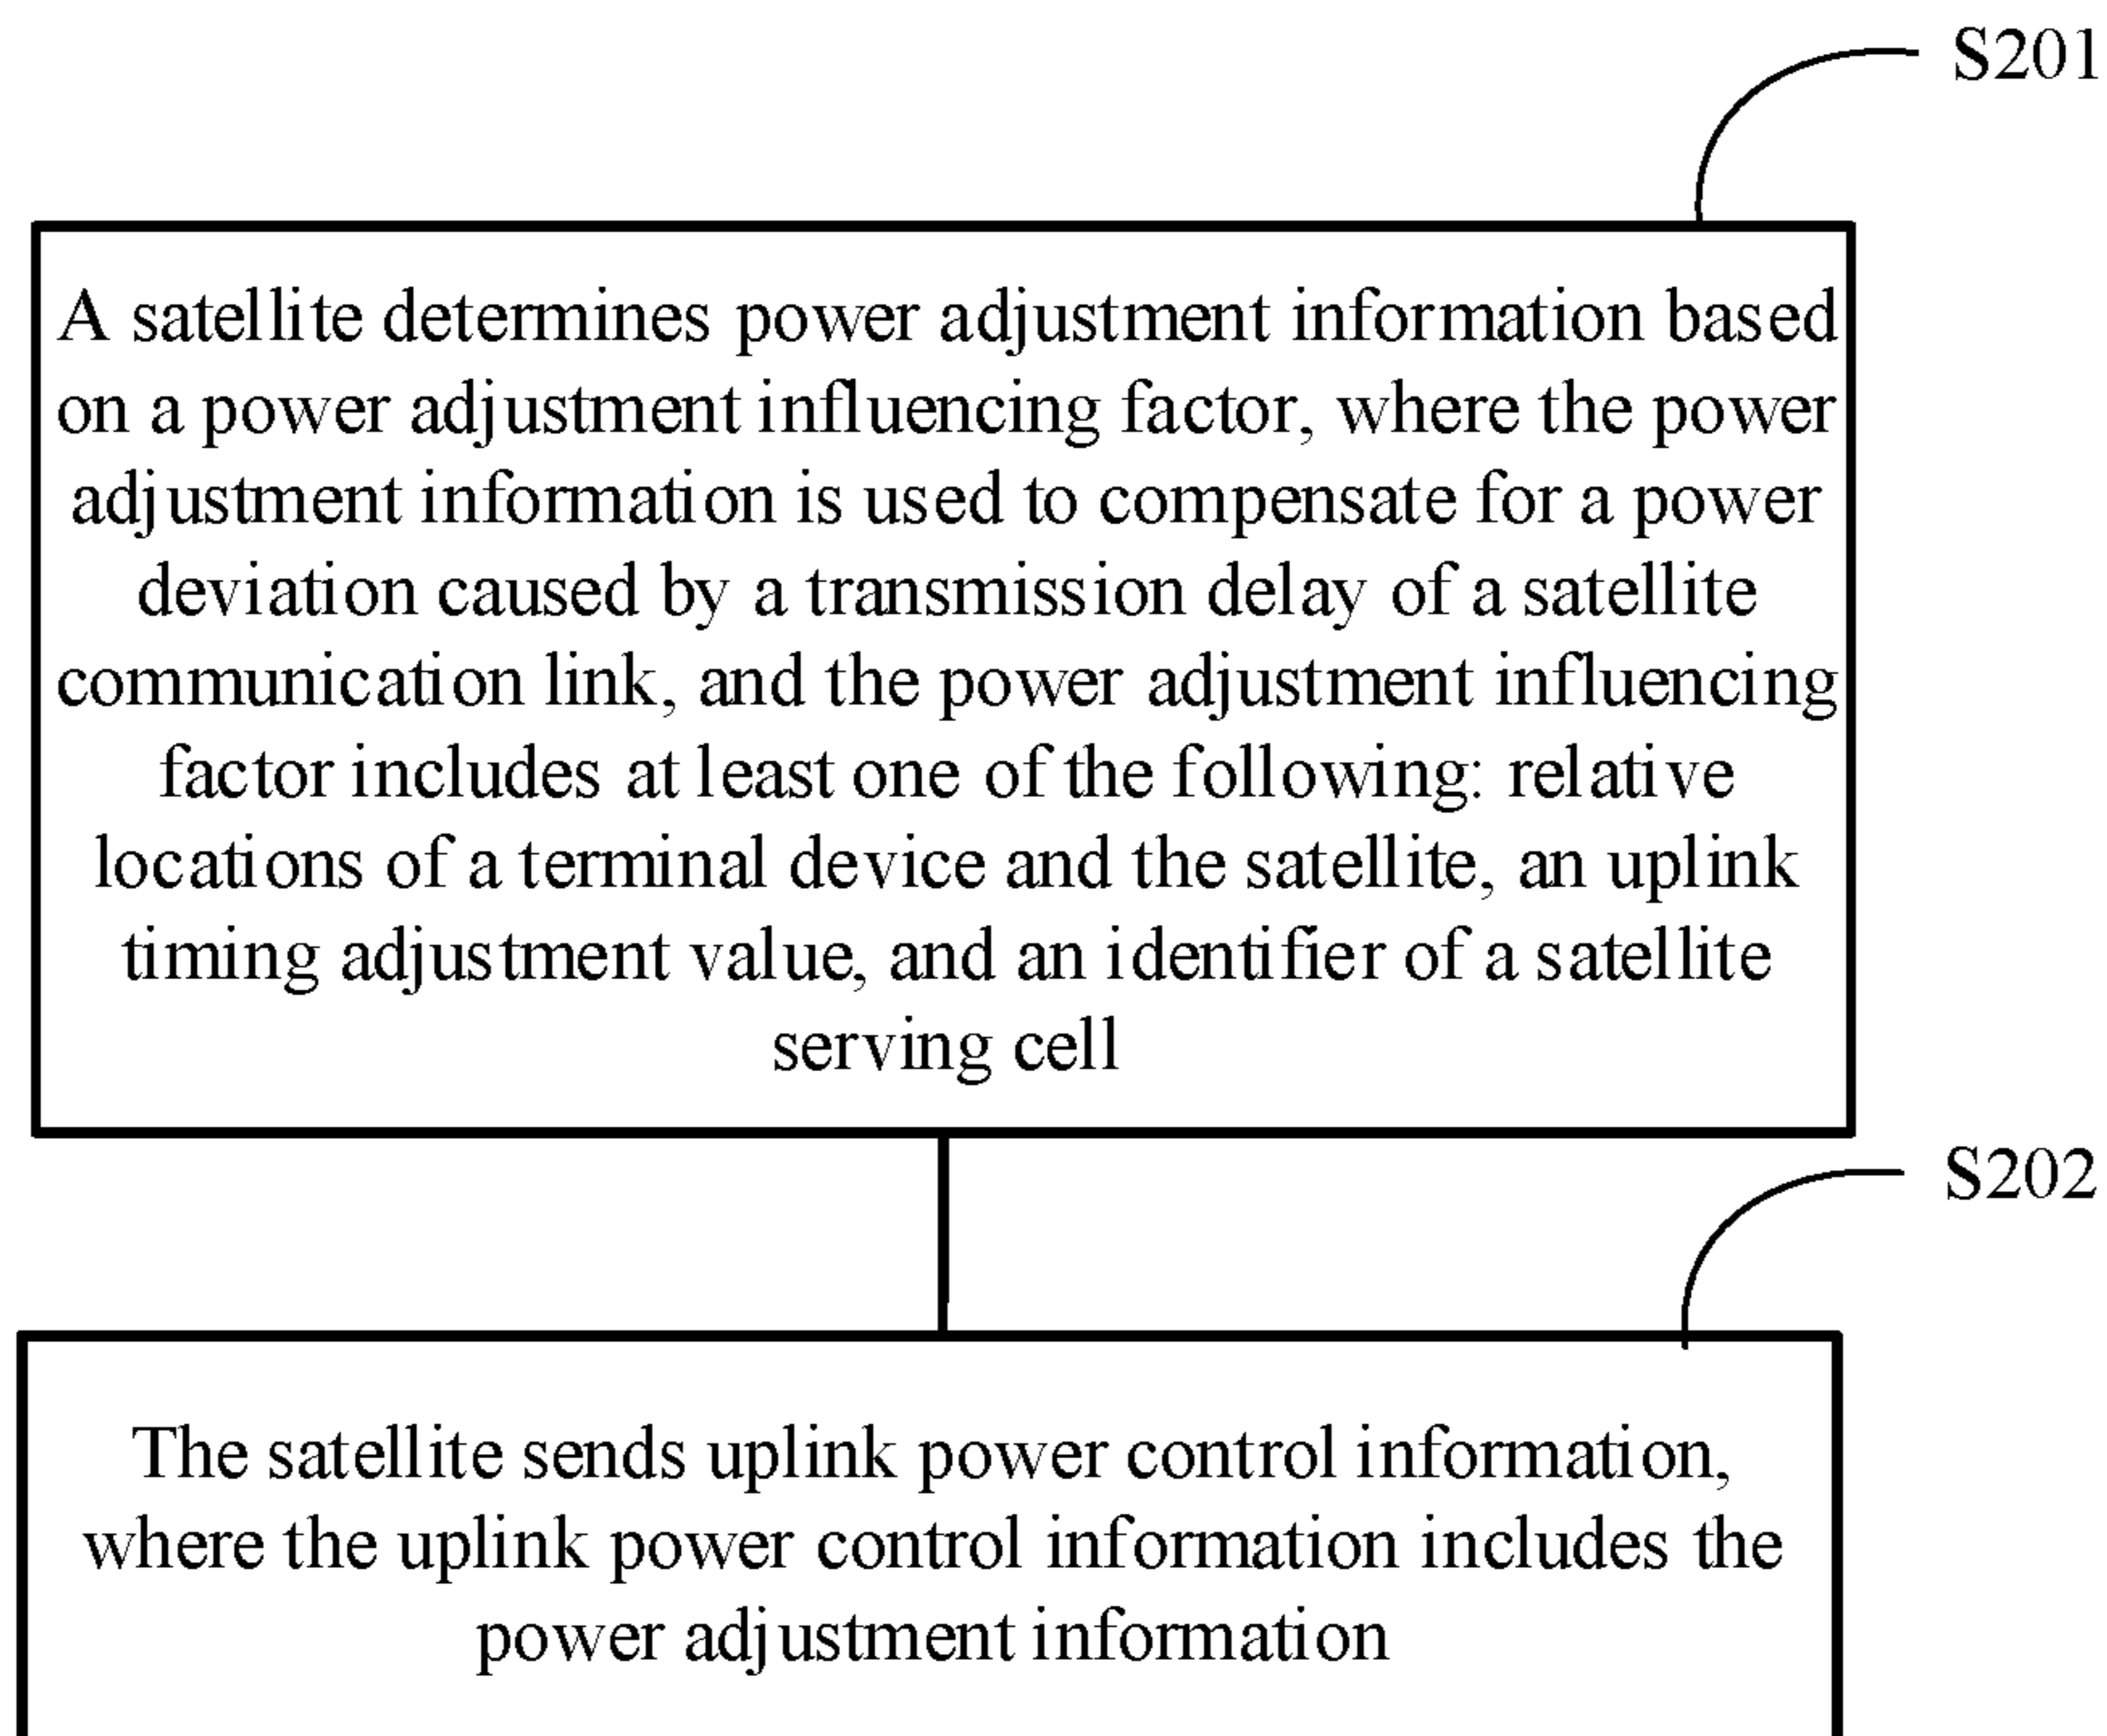 S201
A satellite determines power adjustment information based
on a power adjustment influencing factor, where the power
adjustment information is used to compensate for a power
deviation caused by a transmission delay of a satellite
communication link, and the power adjustment influencing
factor includes at least one of the following: relative
locations of a terminal device and the satellite, an uplink
timing adjustment value, and an identifier of a satellite
serving cell
S202
The satellite sends uplink power control information,
where the uplink power control information includes the
power adjustment information